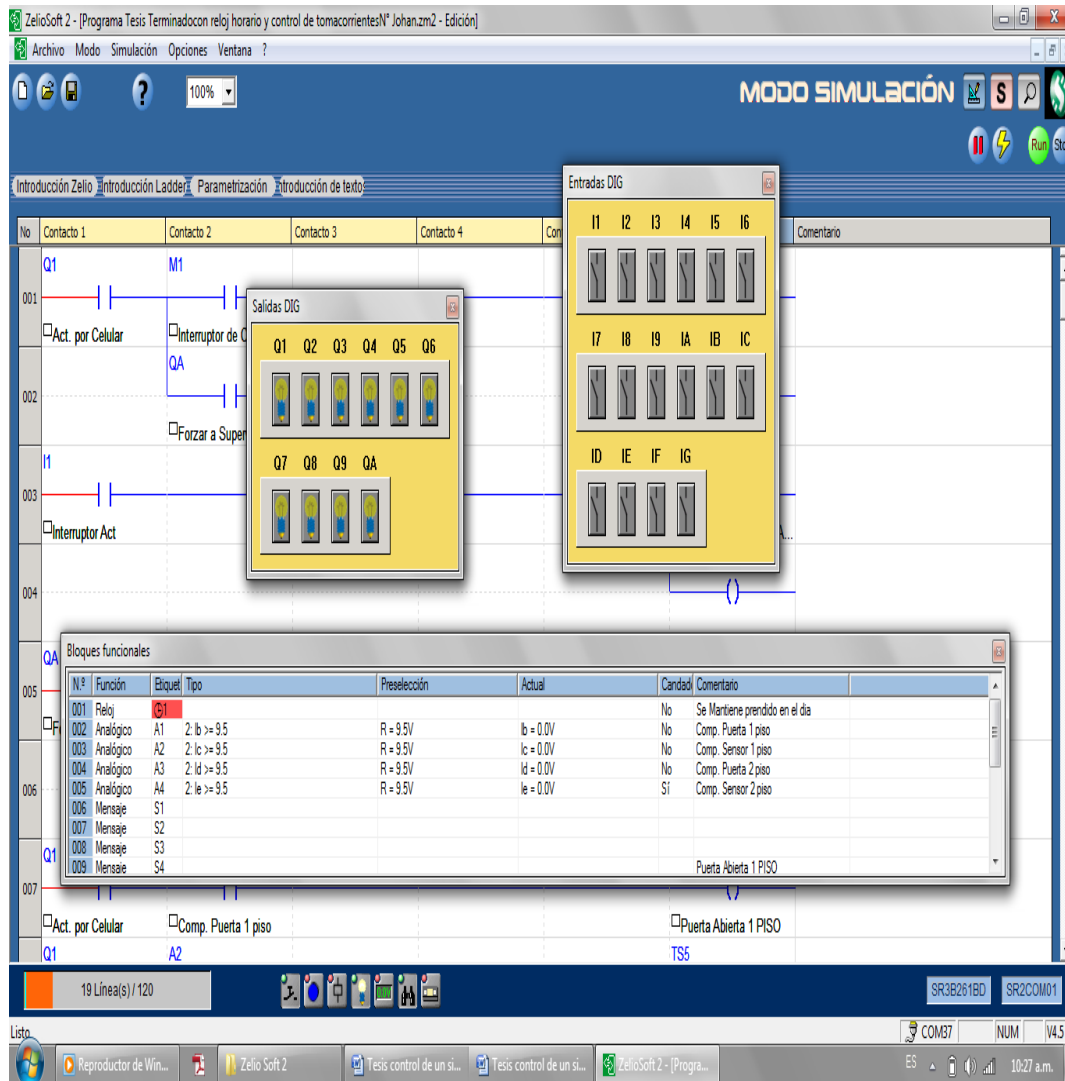 ZelioSoft 2 - [Programa Tesis Terminadocon reloj horario y control de tomacorrientesN° Johan.zm2 - Edición]
Archivo Modo Simulación Opciones Ventana ?
? 100% MODO SIMULACIÓN S
Run Sto
Introducción Zelio Introducción Ladder Parametrización ntroducción de textos
No Contacto 1 Contacto 2 Contacto 3 Contacto 4 Con Comentario
Entradas DIG
I1 I2 I3 I4 I5 I6
I7 I8 I9 IA IB IC
ID IE IF IG
Salidas DIG
Q1 Q2 Q3 Q4 Q5 Q6
Q7 Q8 Q9 QA
Q1 M1
001
Act. por Celular Interruptor de C
QA
002
Forzar a Super
I1
003
Interruptor Act A...
004
QA
005
006
Bloques funcionales
N.º Función Etiquet Tipo Preselección Actual Candado Comentario
001 Reloj 1 No Se Mantiene prendido en el dia
002 Analógico A1 2: Ib >= 9.5 R = 9.5V Ib = 0.0V No Comp. Puerta 1 piso
003 Analógico A2 2: Ic >= 9.5 R = 9.5V Ic = 0.0V No Comp. Sensor 1 piso
004 Analógico A3 2: Id >= 9.5 R = 9.5V Id = 0.0V No Comp. Puerta 2 piso
005 Analógico A4 2: Ie >= 9.5 R = 9.5V Ie = 0.0V Sí Comp. Sensor 2 piso
006 Mensaje S1
007 Mensaje S2
008 Mensaje S3
009 Mensaje S4 Puerta Abierta 1 PISO
Q1
007
Act. por Celular Comp. Puerta 1 piso Puerta Abierta 1 PISO
Q1 A2 TS5
19 Línea(s) / 120 SR3B261BD SR2COM01
Listo COM37 NUM V4.5
Reproductor de Win... Zelio Soft 2 Tesis control de un si... Tesis control de un si... ZelioSoft 2 - [Progra... ES 10:27 a.m.